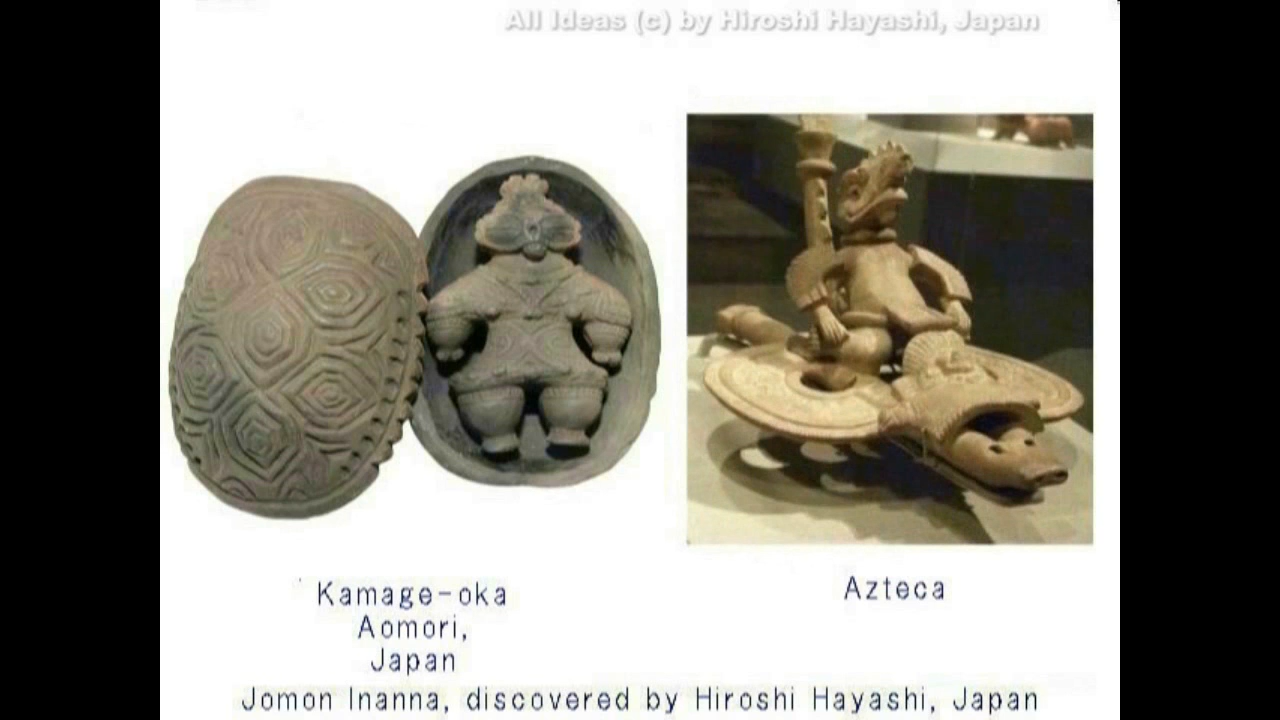 All Ideas (c) by Hiroshi Hayashi, Japan
Kamage-oka
Aomori,
Japan
Azteca
Jomon Inanna, discovered by Hiroshi Hayashi, Japan